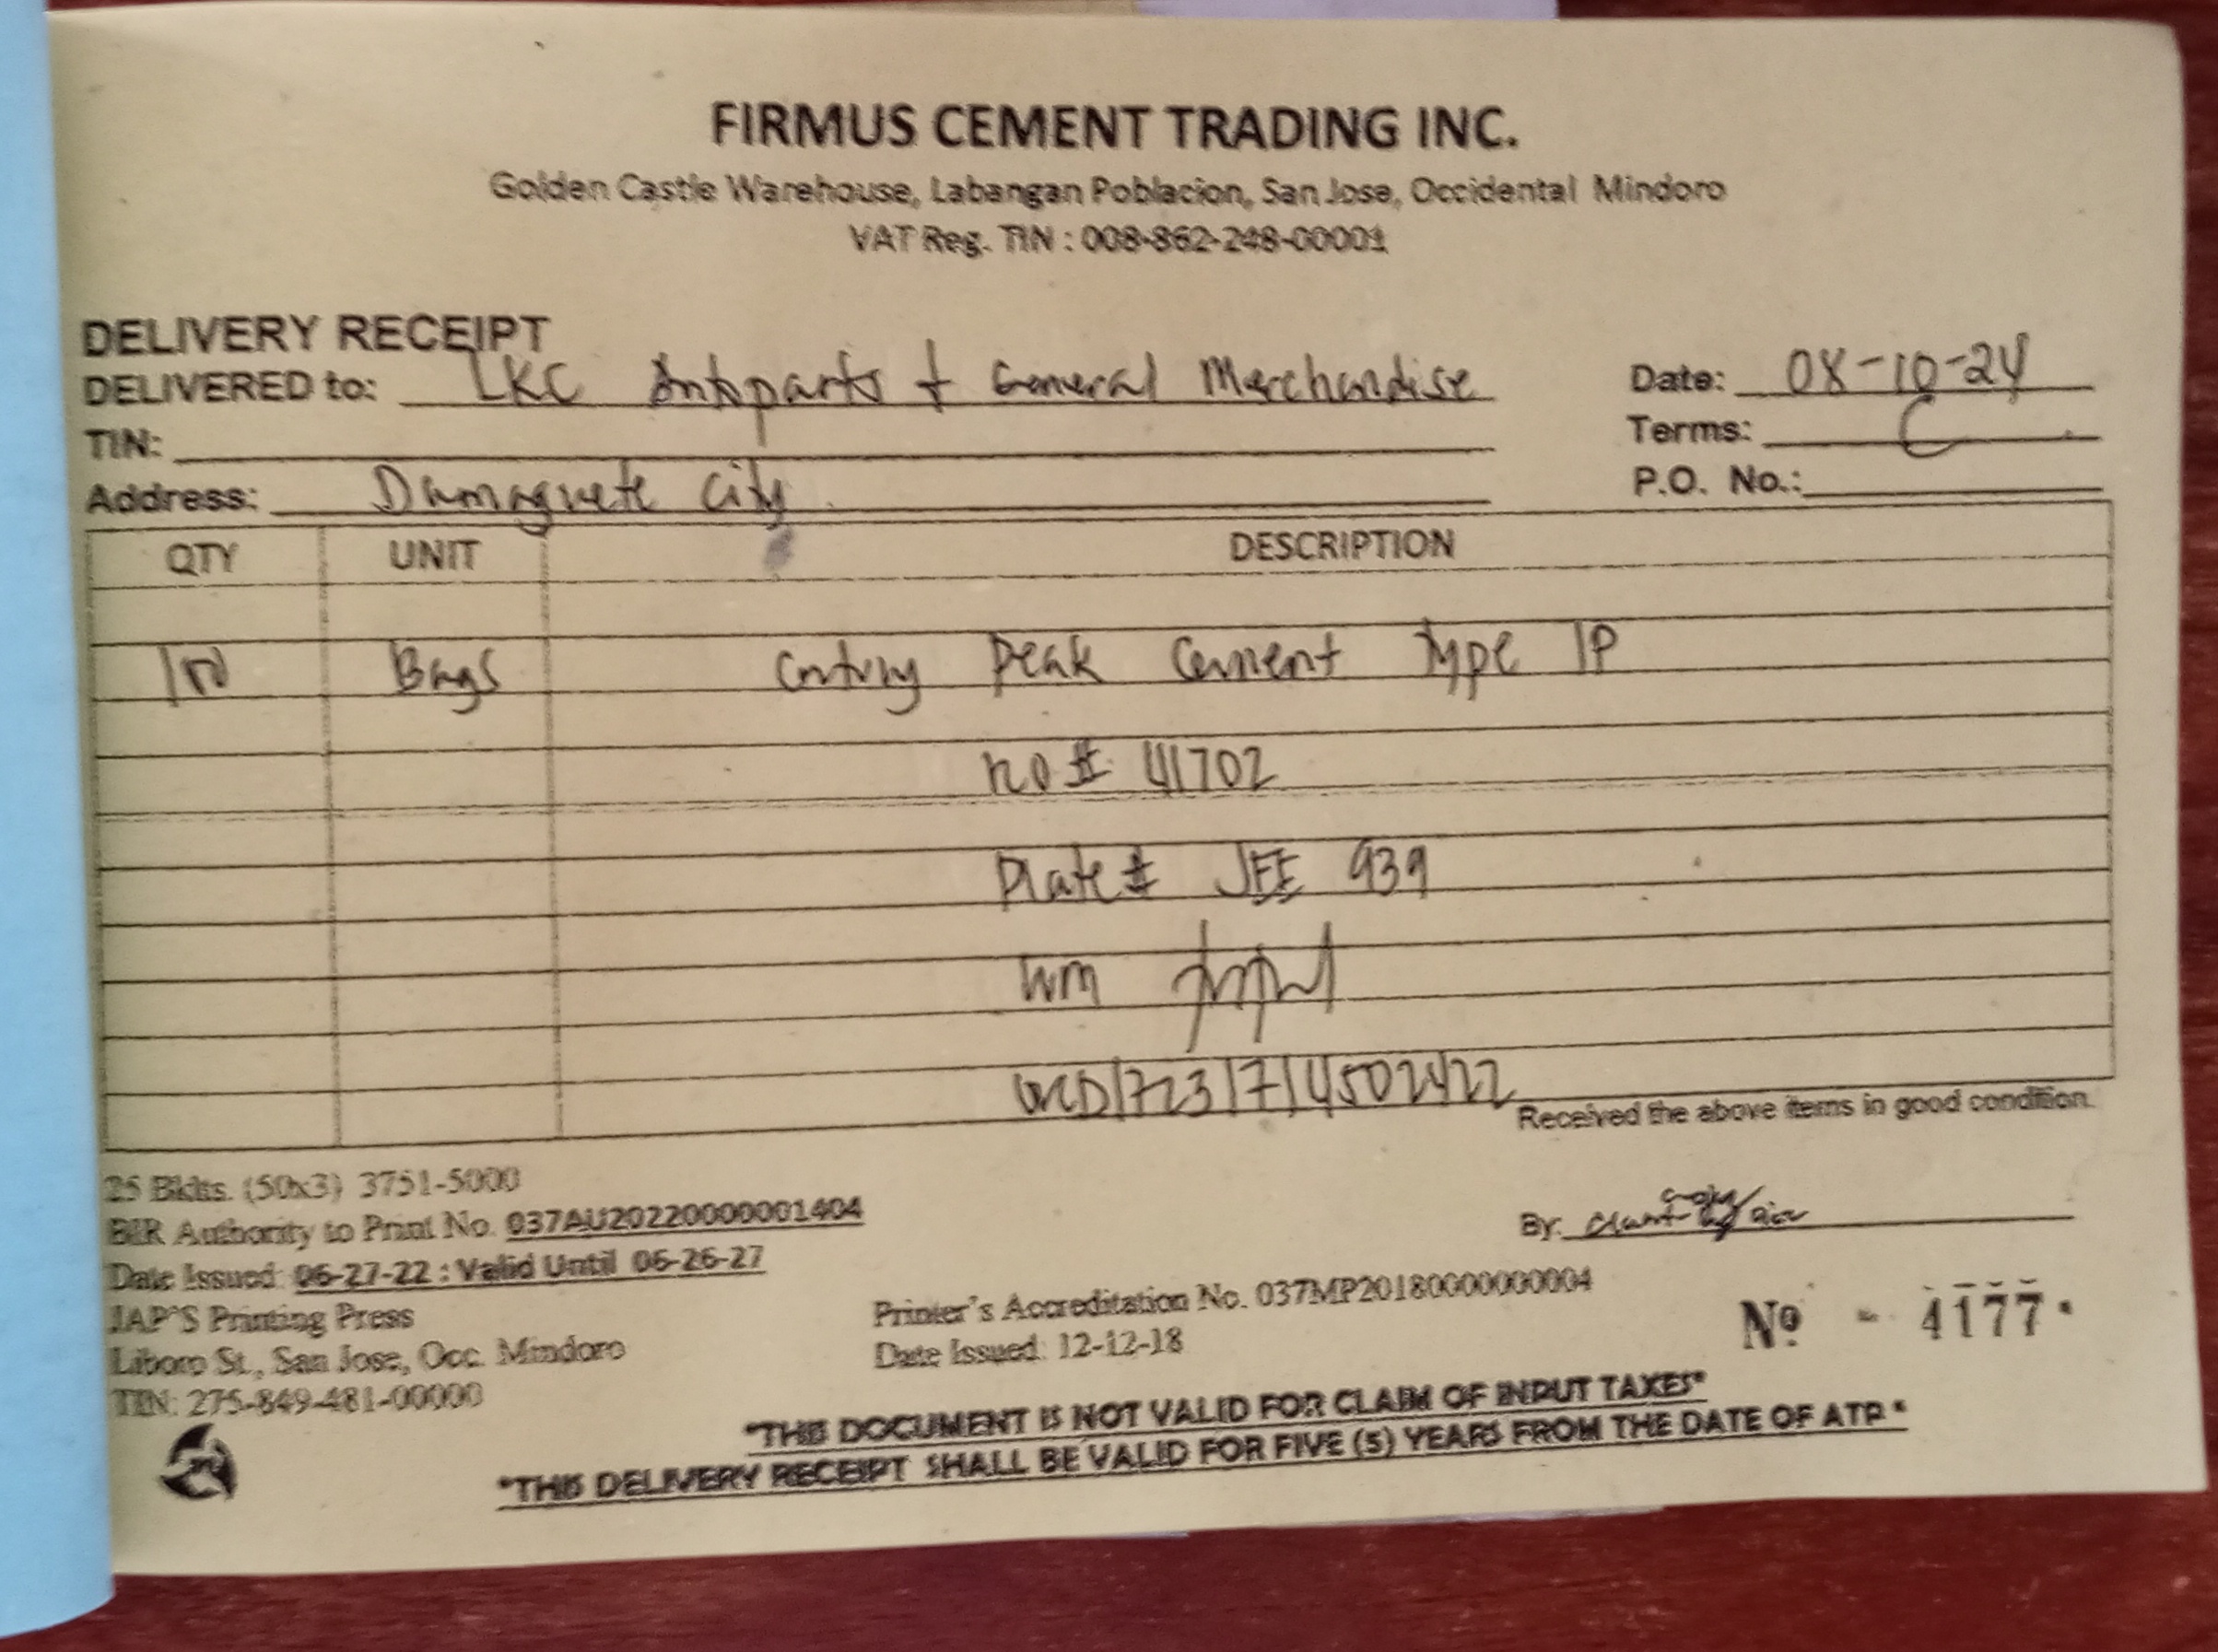 FIRMUS CEMENT TRADING INC.
Golden Castle Warehouse, Labangan Poblacion, San Jose, Occidental Mindoro
VAT Reg. TIN : 008-862-248-00001
DELIVERY RECEIPT
DELIVERED to: LKC Autoparts + General Merchandise Date: 08-10-24
TIN: Terms: C
Address: Dumaguete City P.O. No.:
QTY UNIT DESCRIPTION
Bags Century Peak Cement Type 1P
# 41702
Plate # JEE 939
WM
Received the above items in good condition.
25 Bklts. (50x3) 3751-5000
BIR Authority to Print No. 037AU20220000001404
By:
Date Issued: 06-27-22 : Valid Until 06-26-27
JAP'S Printing Press
Printer's Accreditation No. 037MP20180000000004
Nº - 4177
Liboro St., San Jose, Occ. Mindoro
Date Issued: 12-12-18
TIN: 275-849-481-00000
"THIS DOCUMENT IS NOT VALID FOR CLAIM OF INPUT TAXES"
"THIS DELIVERY RECEIPT SHALL BE VALID FOR FIVE (5) YEARS FROM THE DATE OF ATP"